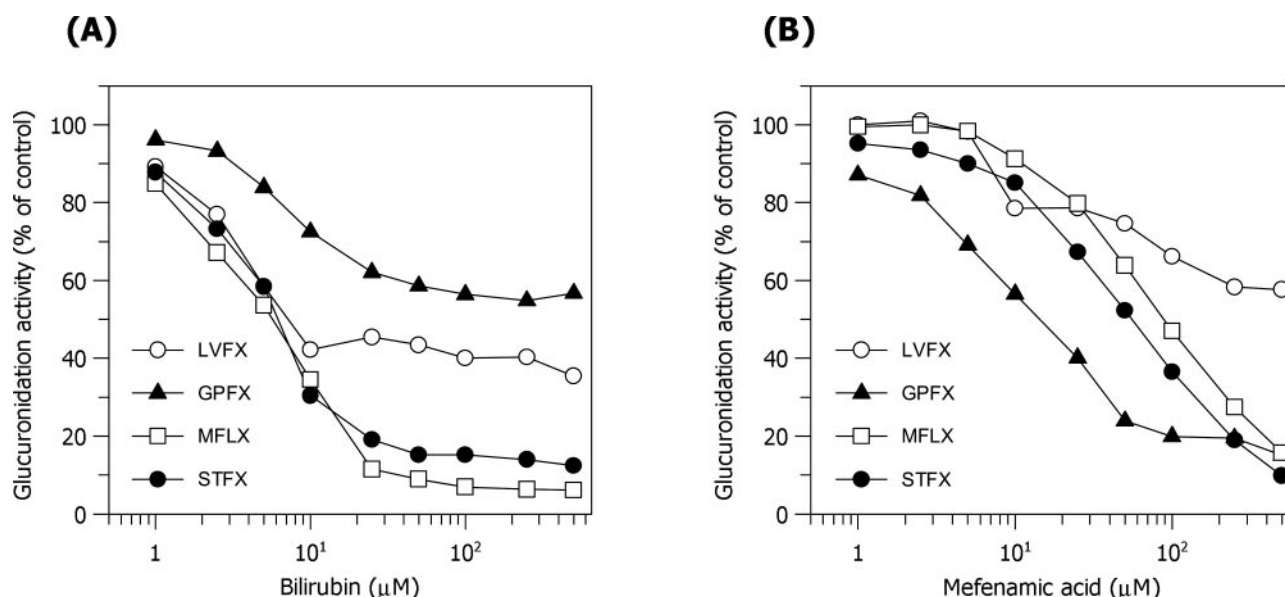 (A)
Glucuronidation activity (% of control)
100
80
60
40
20
0
LVFX
GPFX
MFLX
STFX
1
10¹
10²
Bilirubin (μM)
(B)
Glucuronidation activity (% of control)
100
80
60
40
20
0
LVFX
GPFX
MFLX
STFX
1
10¹
10²
Mefenamic acid (μM)